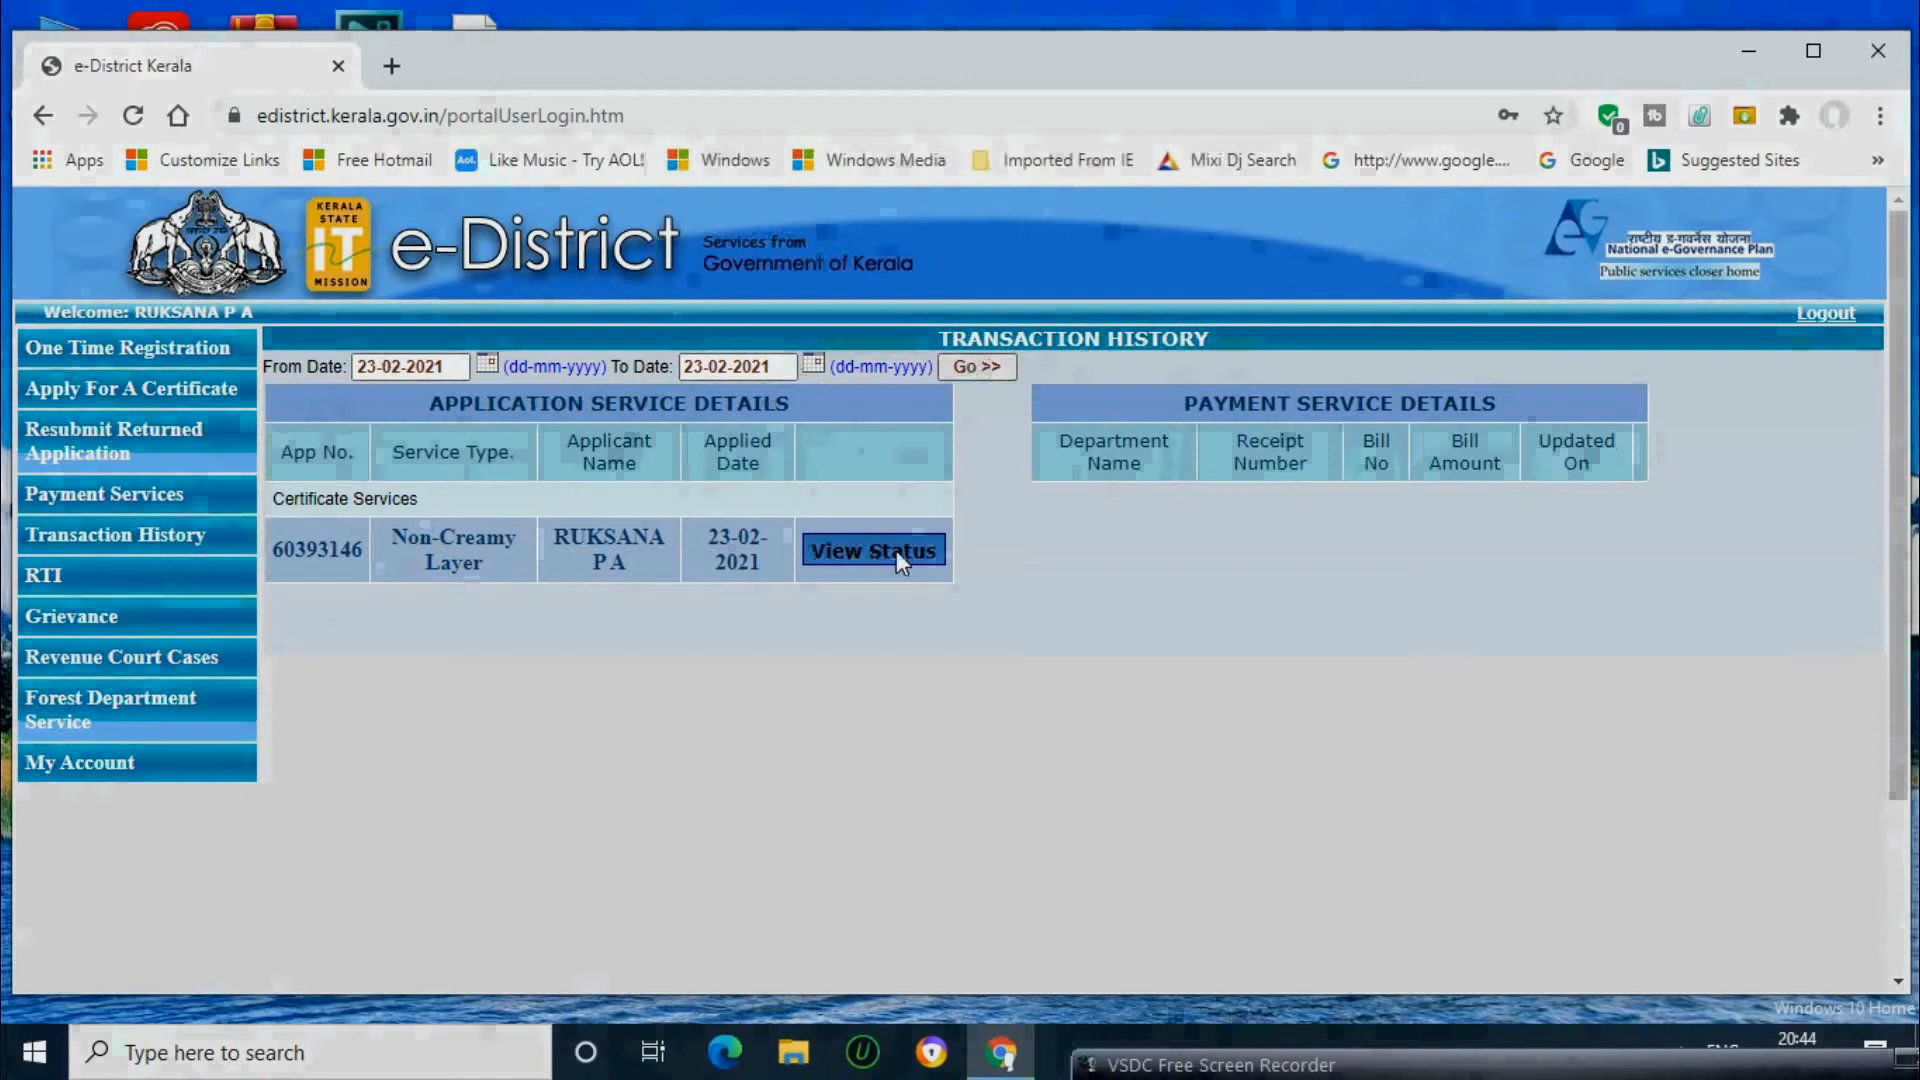 e-District Kerala
edistrict.kerala.gov.in/portalUserLogin.htm
0
Apps Customize Links Free Hotmail Aol. Like Music - Try AOL! Windows Windows Media Imported From IE Mixi Dj Search http://www.google.... Google Suggested Sites »
KERALA
STATE
IT
MISSION
e-District
Services from
Government of Kerala
राष्ट्रीय इ-गवर्नेंस योजना
National e-Governance Plan
Public services closer home
Welcome: RUKSANA P A
Logout
One Time Registration
Apply For A Certificate
Resubmit Returned
Application
Payment Services
Transaction History
RTI
Grievance
Revenue Court Cases
Forest Department
Service
My Account
TRANSACTION HISTORY
From Date: 23-02-2021 (dd-mm-yyyy) To Date: 23-02-2021 (dd-mm-yyyy) Go >>
APPLICATION SERVICE DETAILS
App No. Service Type. Applicant Name Applied Date
Certificate Services
60393146 Non-Creamy Layer RUKSANA P A 23-02-2021 View Status
PAYMENT SERVICE DETAILS
Department Name Receipt Number Bill No Bill Amount Updated On
Windows 10 Home
Type here to search
20:44
VSDC Free Screen Recorder